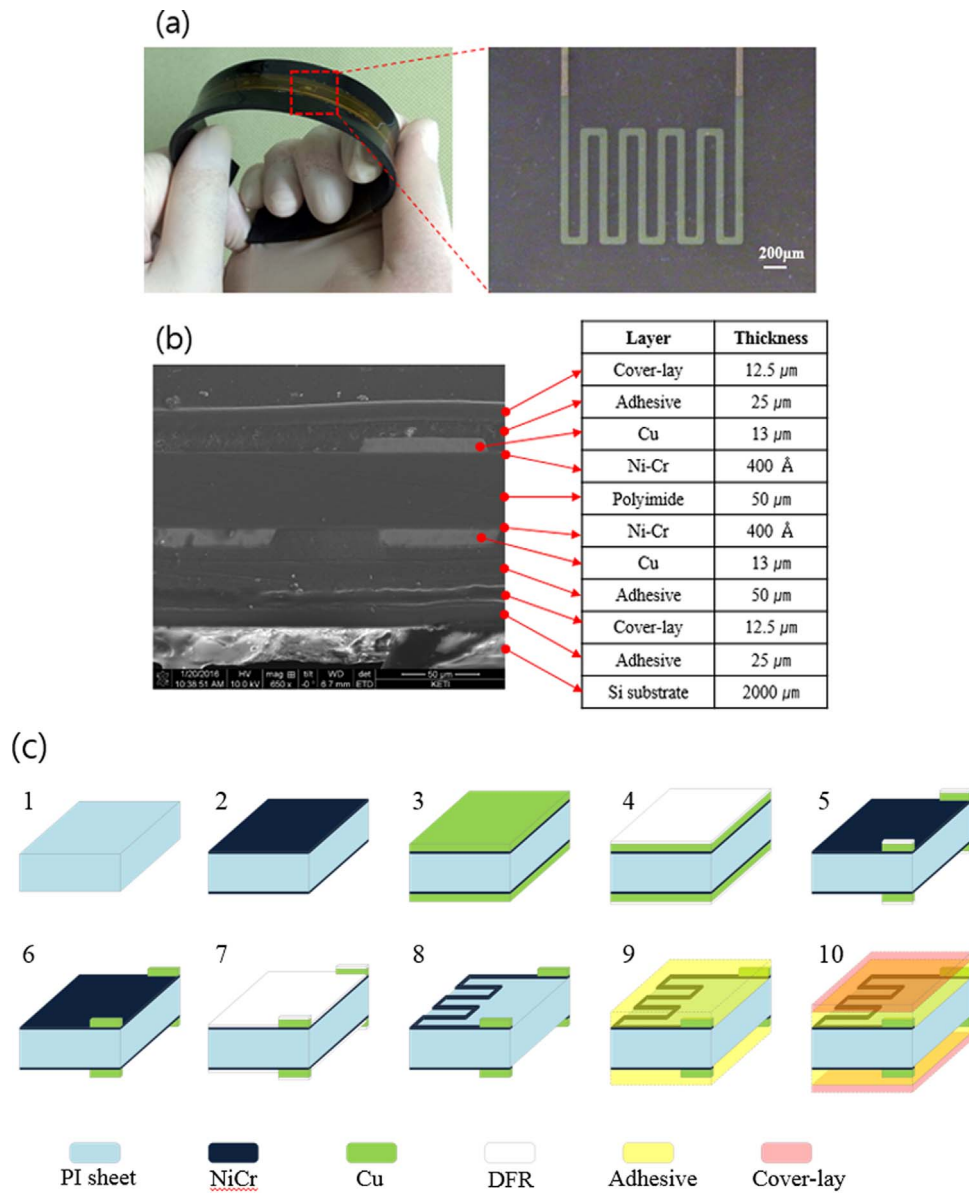 (a)
200μm
(b)
Layer Thickness
Cover-lay 12.5 ㎛
Adhesive 25 ㎛
Cu 13 ㎛
Ni-Cr 400 Å
Polyimide 50 ㎛
Ni-Cr 400 Å
Cu 13 ㎛
Adhesive 50 ㎛
Cover-lay 12.5 ㎛
Adhesive 25 ㎛
Si substrate 2000 ㎛
1/20/2016 HV mag ⊞ tilt WD det 50 μm
10:38:51 AM 10.0 kV 650 x -0° 6.7 mm ETD KETI
(c)
1 2 3 4 5
6 7 8 9 10
PI sheet NiCr Cu DFR Adhesive Cover-lay